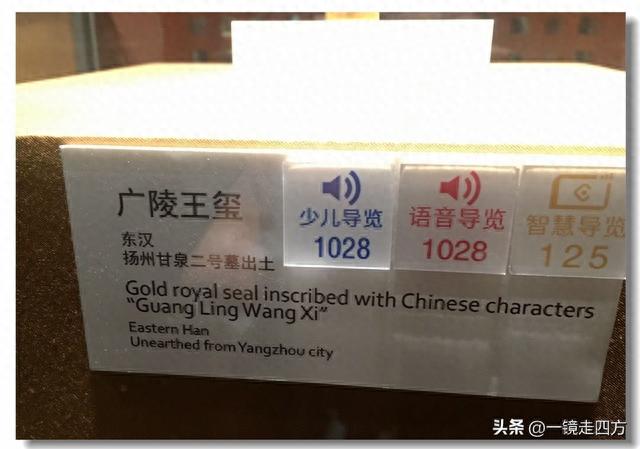 广陵王玺
东汉
扬州甘泉二号墓出土
少儿导览
1028
语音导览
1028
智慧导览
125
Gold royal seal inscribed with Chinese characters
“Guang Ling Wang Xi”
Eastern Han
Unearthed from Yangzhou city
头条 @一镜走四方